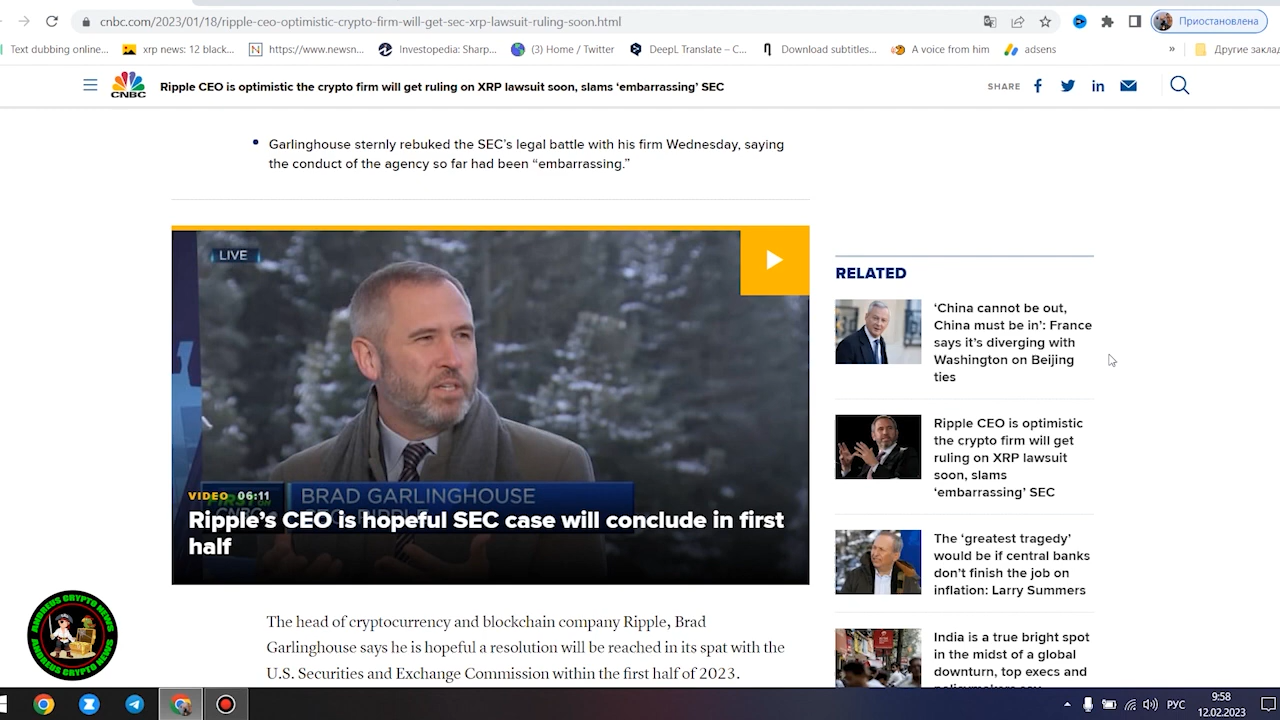 cnbc.com/2023/01/18/ripple-ceo-optimistic-crypto-firm-will-get-sec-xrp-lawsuit-ruling-soon.html
Приостановлена
Text dubbing online...
xrp news: 12 black...
https://www.newsn...
Investopedia: Sharp...
(3) Home / Twitter
DeepL Translate – C...
Download subtitles...
A voice from him
adsens
»
Другие закла
CNBC
Ripple CEO is optimistic the crypto firm will get ruling on XRP lawsuit soon, slams ‘embarrassing’ SEC
SHARE
• Garlinghouse sternly rebuked the SEC’s legal battle with his firm Wednesday, saying
the conduct of the agency so far had been “embarrassing.”
LIVE
VIDEO 06:11
BRAD GARLINGHOUSE
Ripple’s CEO is hopeful SEC case will conclude in first
half
The head of cryptocurrency and blockchain company Ripple, Brad
Garlinghouse says he is hopeful a resolution will be reached in its spat with the
U.S. Securities and Exchange Commission within the first half of 2023.
RELATED
‘China cannot be out,
China must be in’: France
says it’s diverging with
Washington on Beijing
ties
Ripple CEO is optimistic
the crypto firm will get
ruling on XRP lawsuit
soon, slams
‘embarrassing’ SEC
The ‘greatest tragedy’
would be if central banks
don’t finish the job on
inflation: Larry Summers
India is a true bright spot
in the midst of a global
downturn, top execs and
ANDREUS CRYPTO NEWS
ANDREUS CRYPTO NEWS
РУС
9:58
12.02.2023